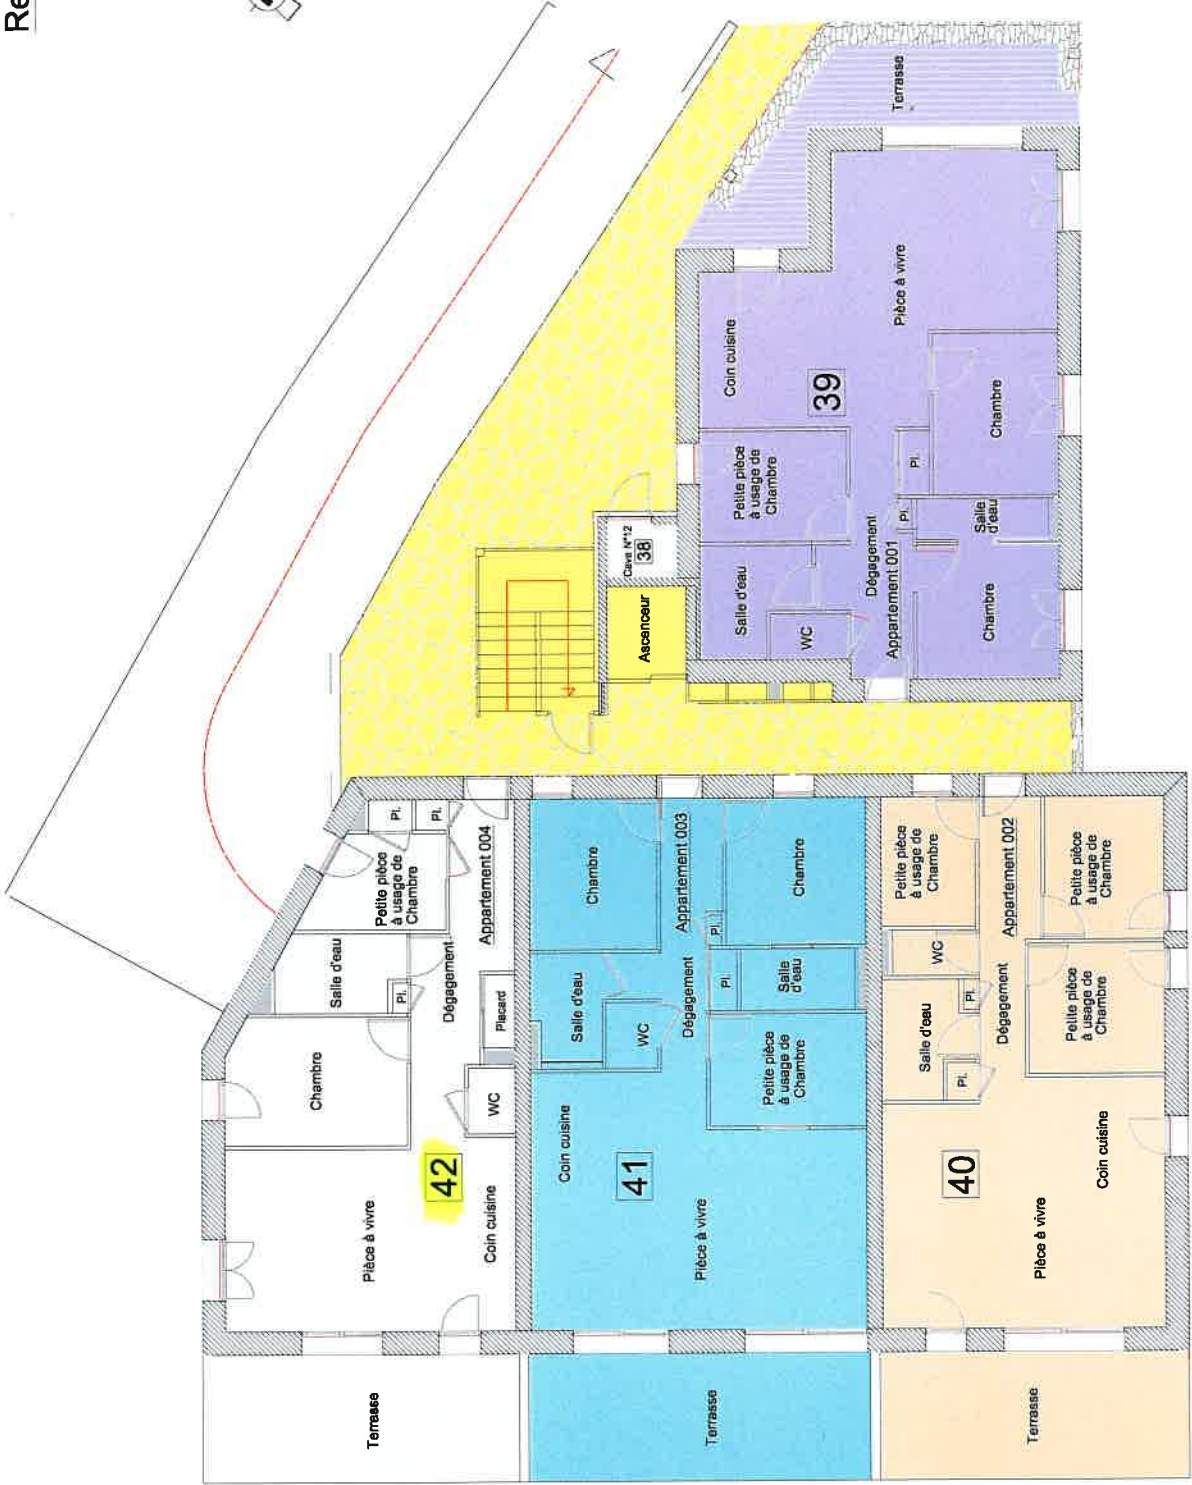 Re
Terrasse
Coin cuisine
Pièce à vivre
39
Petite pièce
à usage de
Chambre
Pl.
Chambre
Cave N°12
38
Ascenceur
Salle d'eau
WC
Dégagement
Appartement 001
Pl.
Salle
d'eau
Chambre
Pl.
Pl.
Petite pièce
à usage de
Chambre
Appartement 004
Salle d'eau
Pl.
Dégagement
Placard
Chambre
WC
42
Pièce à vivre
Coin cuisine
Terrasse
Chambre
Appartement 003
Chambre
Pl.
Salle d'eau
WC
Dégagement
Pl.
Salle
d'eau
Petite pièce
à usage de
Chambre
Coin cuisine
41
Pièce à vivre
Terrasse
Petite pièce
à usage de
Chambre
Appartement 002
Petite pièce
à usage de
Chambre
WC
Salle d'eau
Pl.
Pl.
Dégagement
Petite pièce
à usage de
Chambre
40
Coin cuisine
Pièce à vivre
Terrasse